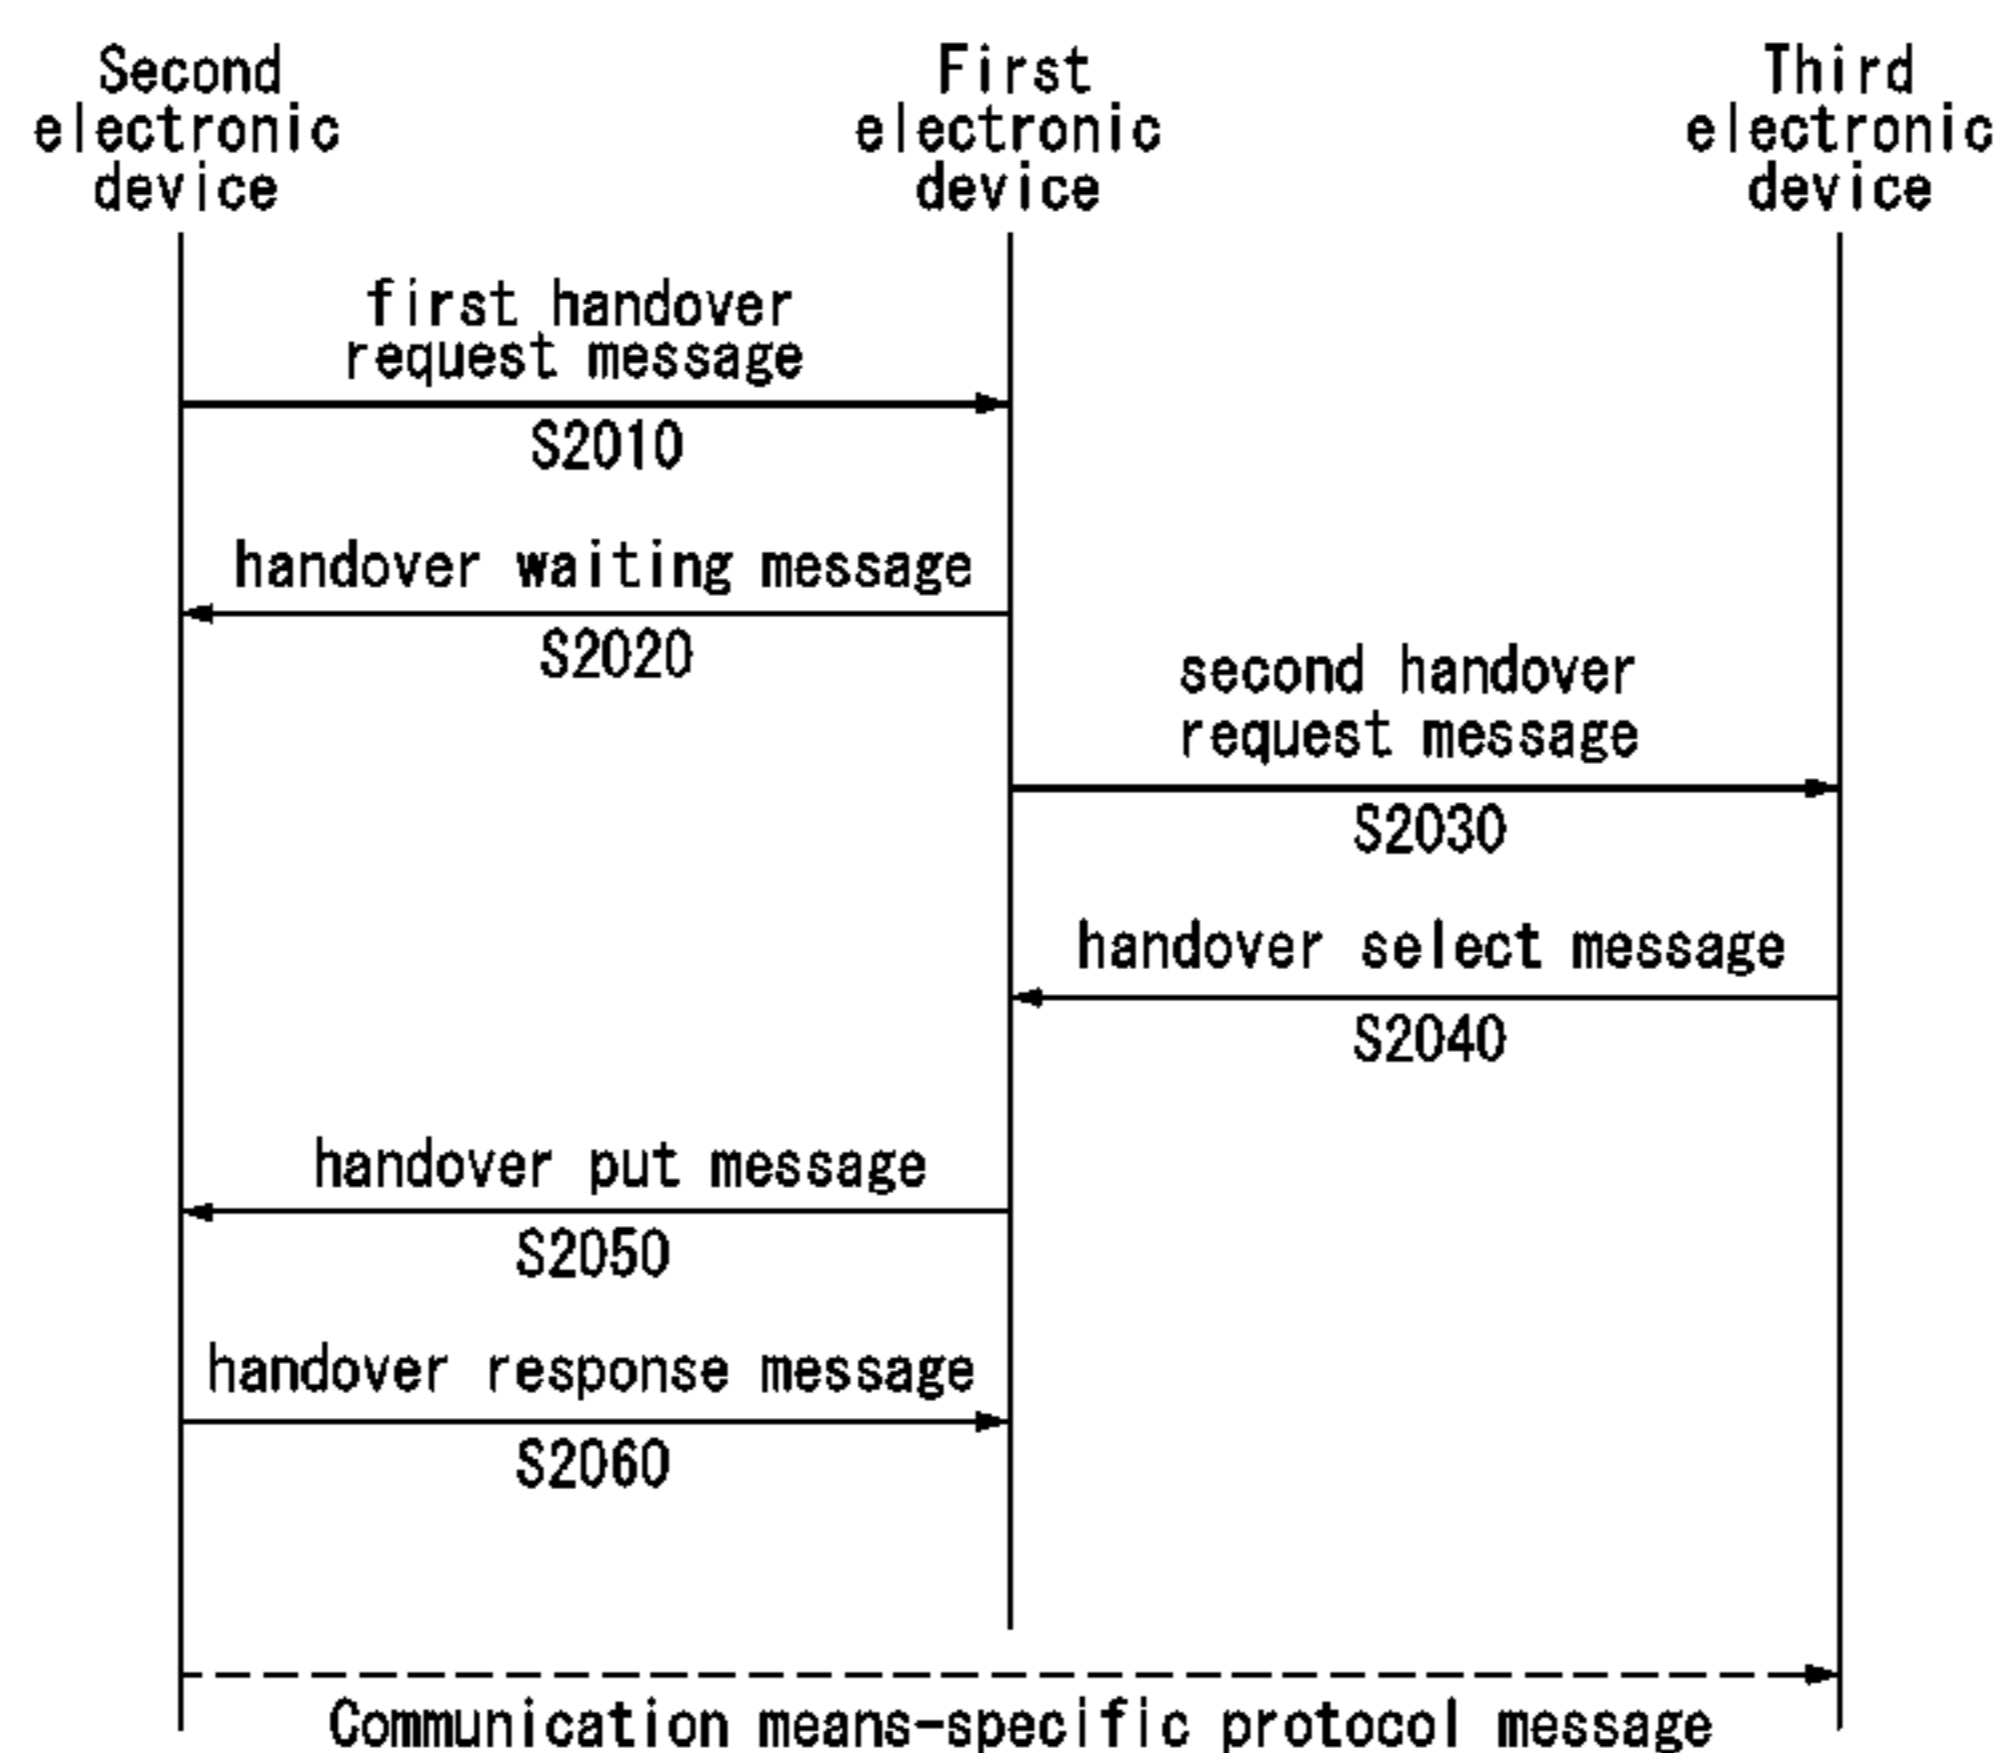 Second
electronic
device
First
electronic
device
Third
electronic
device
first handover
request message
S2010
handover waiting message
S2020
second handover
request message
S2030
handover select message
S2040
handover put message
S2050
handover response message
S2060
Communication means-specific protocol message